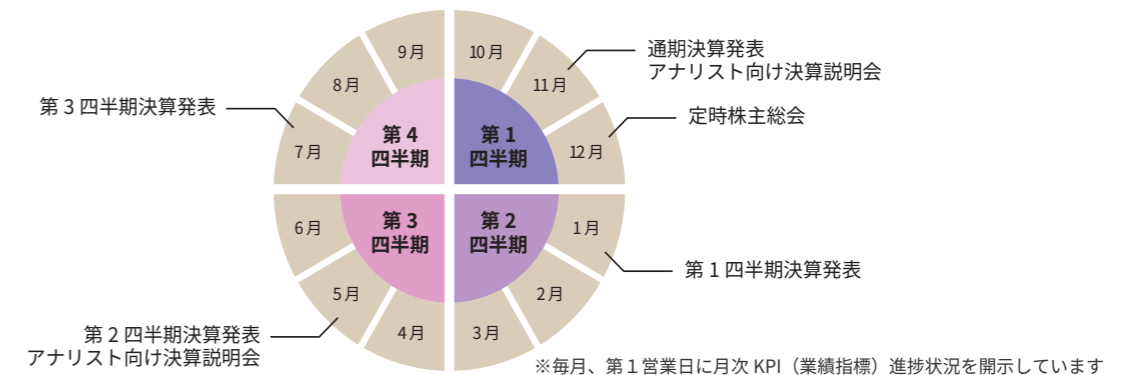 9月
10月
通期決算発表
アナリスト向け決算説明会
8月
11月
第3四半期決算発表
定時株主総会
第4
四半期
第1
四半期
7月
12月
6月
第3
四半期
第2
四半期
1月
第1四半期決算発表
5月
2月
第2四半期決算発表
アナリスト向け決算説明会
4月
3月
※毎月、第１営業日に月次 KPI（業績指標）進捗状況を開示しています